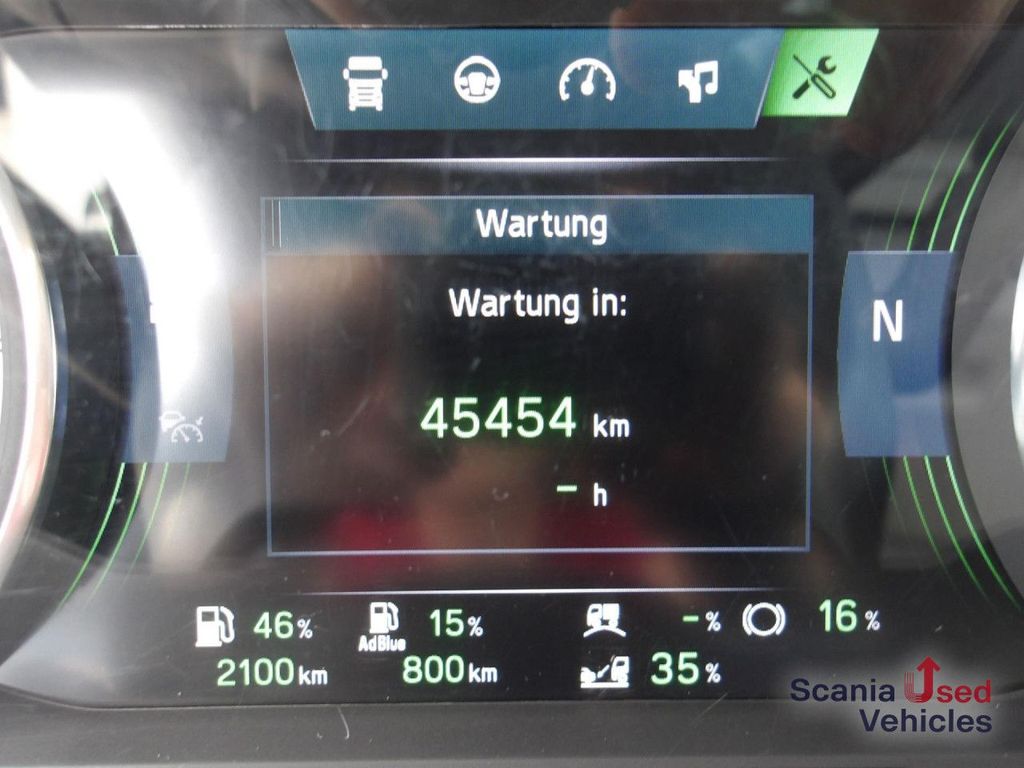 Wartung
Wartung in:
N
45454 km
- h
46% 15% -% 16%
AdBlue
2100km 800km 35%
Scania Used
Vehicles